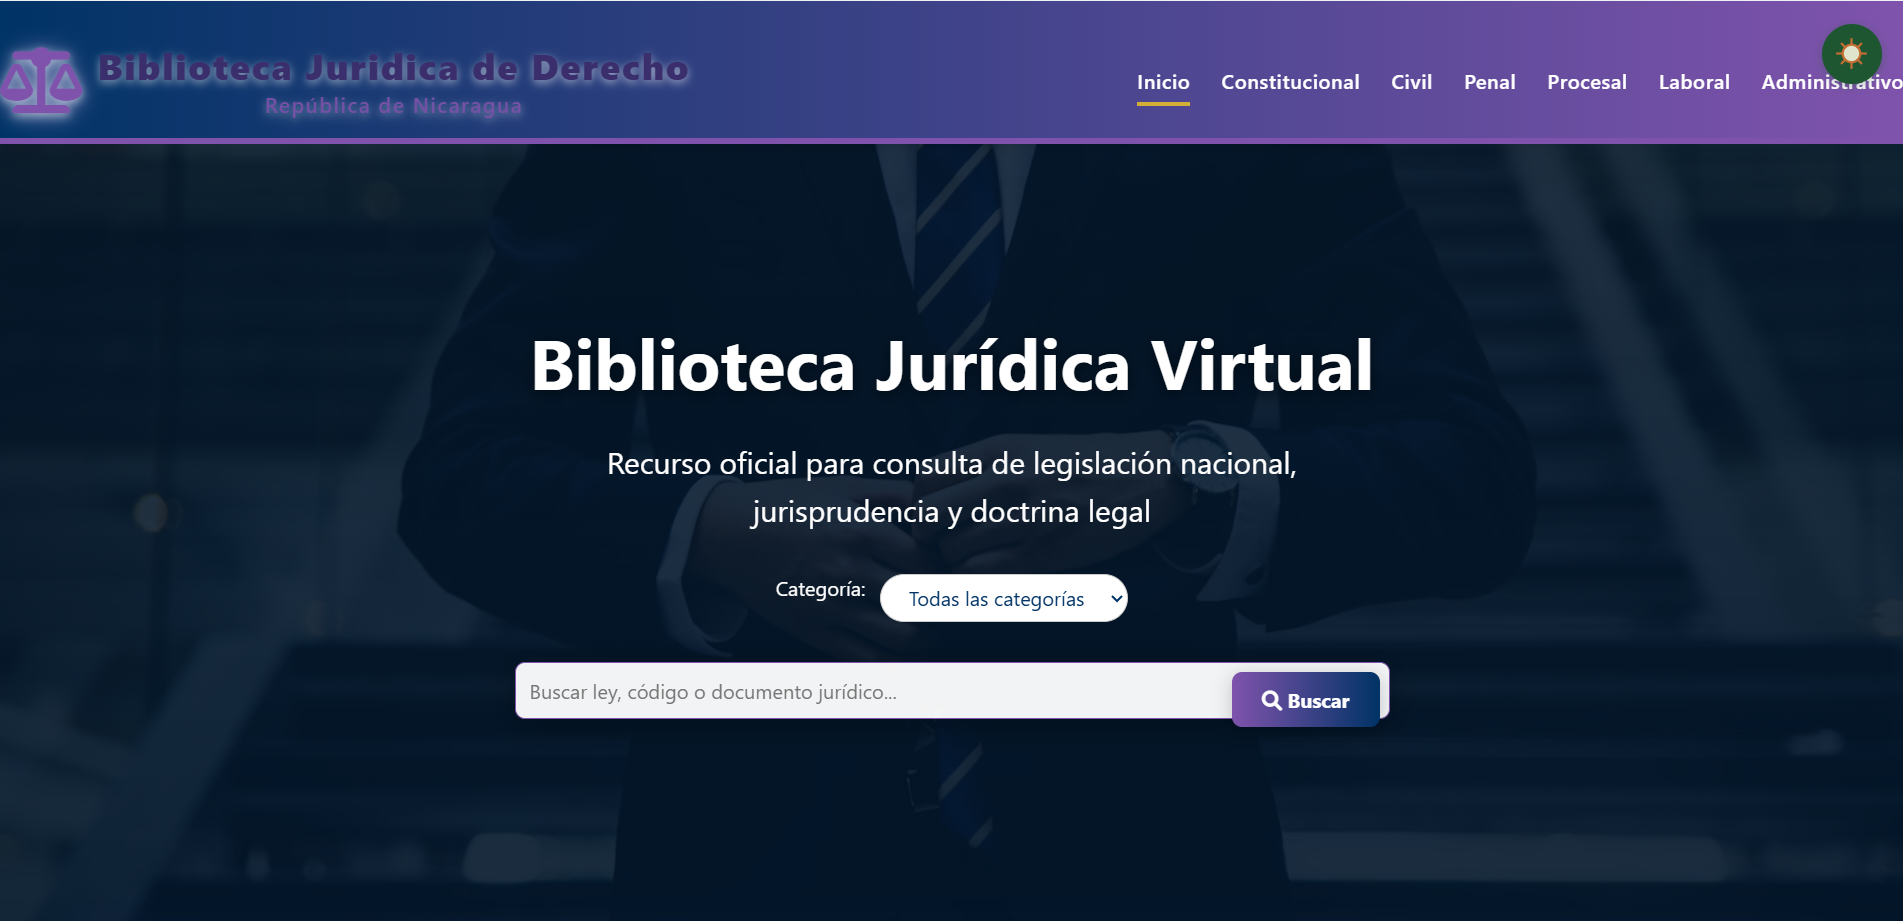 Biblioteca Juridica de Derecho
República de Nicaragua
Inicio Constitucional Civil Penal Procesal Laboral Administrativo
Biblioteca Jurídica Virtual
Recurso oficial para consulta de legislación nacional,
jurisprudencia y doctrina legal
Categoría: Todas las categorías
Buscar ley, código o documento jurídico... Buscar